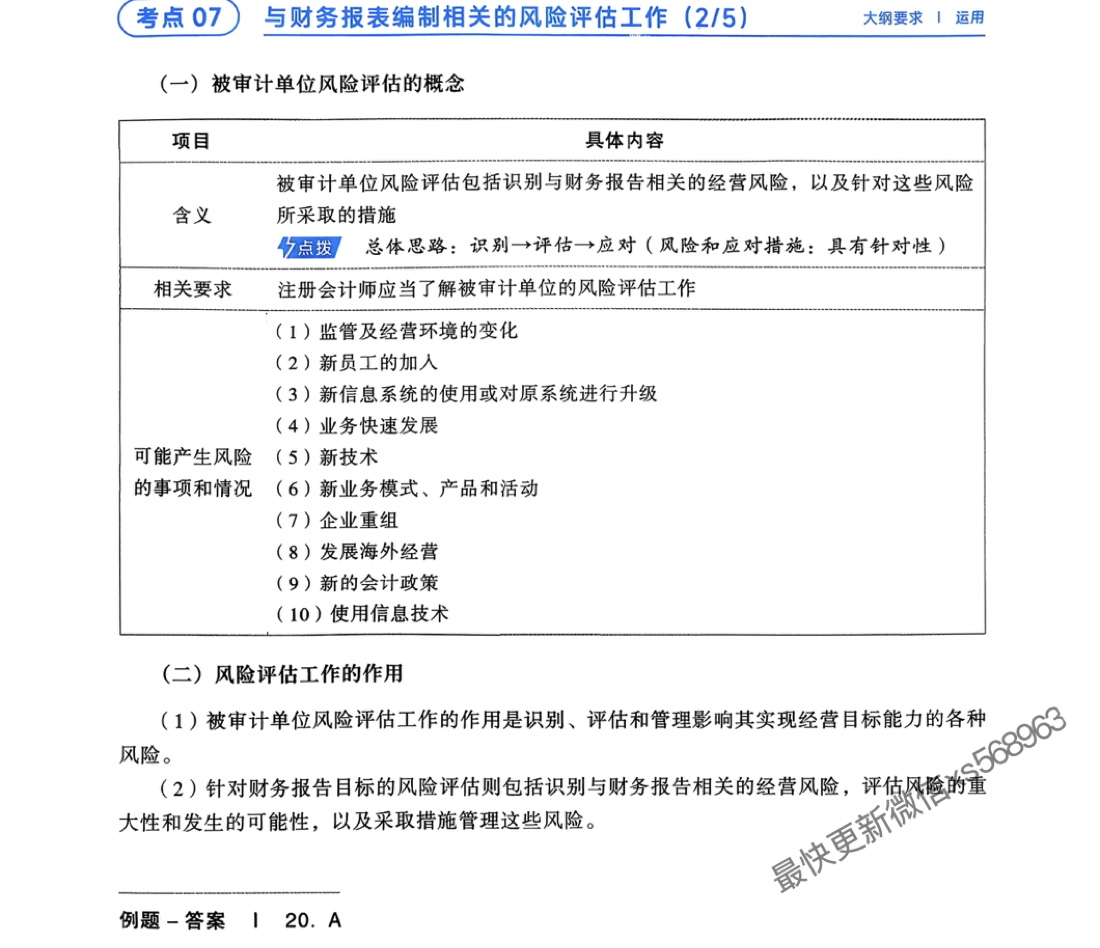 考点 07 与财务报表编制相关的风险评估工作（2/5） 大纲要求 | 运用
（一）被审计单位风险评估的概念
项目 具体内容
含义
被审计单位风险评估包括识别与财务报告相关的经营风险，以及针对这些风险
所采取的措施
点拨 总体思路：识别→评估→应对（风险和应对措施：具有针对性）
相关要求 注册会计师应当了解被审计单位的风险评估工作
可能产生风险
的事项和情况
（1）监管及经营环境的变化
（2）新员工的加入
（3）新信息系统的使用或对原系统进行升级
（4）业务快速发展
（5）新技术
（6）新业务模式、产品和活动
（7）企业重组
（8）发展海外经营
（9）新的会计政策
（10）使用信息技术
（二）风险评估工作的作用
（1）被审计单位风险评估工作的作用是识别、评估和管理影响其实现经营目标能力的各种
风险。
（2）针对财务报告目标的风险评估则包括识别与财务报告相关的经营风险，评估风险的重
大性和发生的可能性，以及采取措施管理这些风险。
最快更新微信xs568963
例题 – 答案 | 20. A